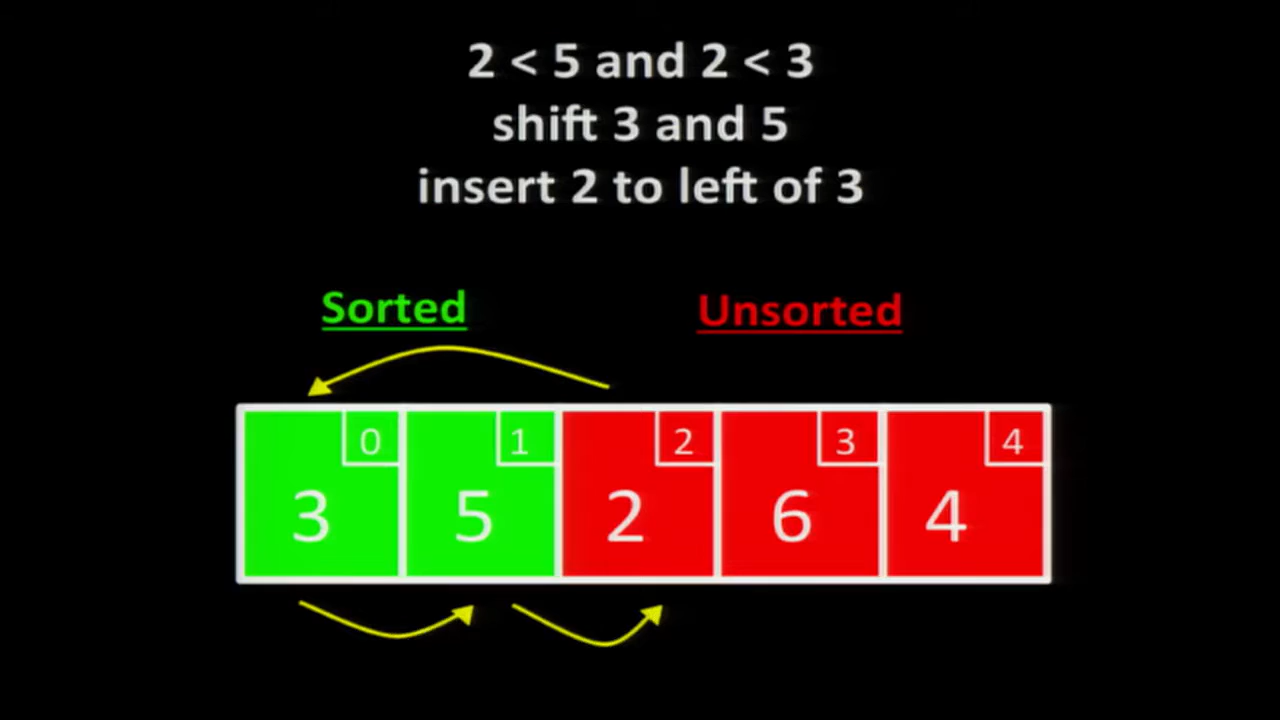 2 < 5 and 2 < 3
shift 3 and 5
insert 2 to left of 3
Sorted Unsorted
0 1 2 3 4
3 5 2 6 4